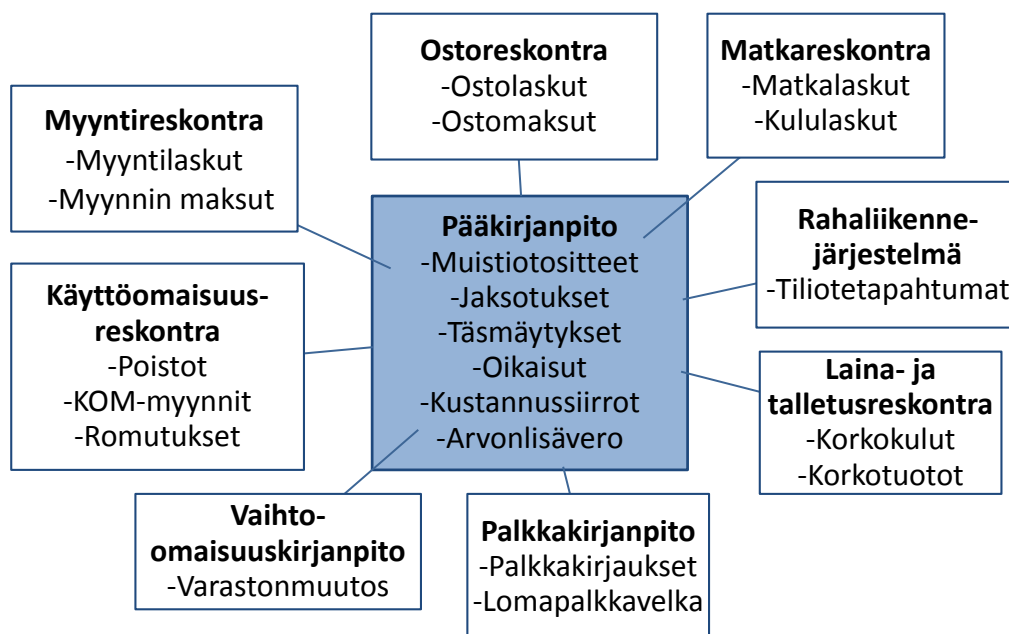 Ostoreskontra
-Ostolaskut
-Ostomaksut
Matkareskontra
-Matkalaskut
-Kululaskut
Myyntireskontra
-Myyntilaskut
-Myynnin maksut
Pääkirjanpito
-Muistiotositteet
-Jaksotukset
-Täsmäytykset
-Oikaisut
-Kustannussiirrot
-Arvonlisävero
Rahaliikenne-
järjestelmä
-Tiliotetapahtumat
Käyttöomaisuus-
reskontra
-Poistot
-KOM-myynnit
-Romutukset
Laina- ja
talletusreskontra
-Korkokulut
-Korkotuotot
Vaihto-
omaisuuskirjanpito
-Varastonmuutos
Palkkakirjanpito
-Palkkakirjaukset
-Lomapalkkavelka